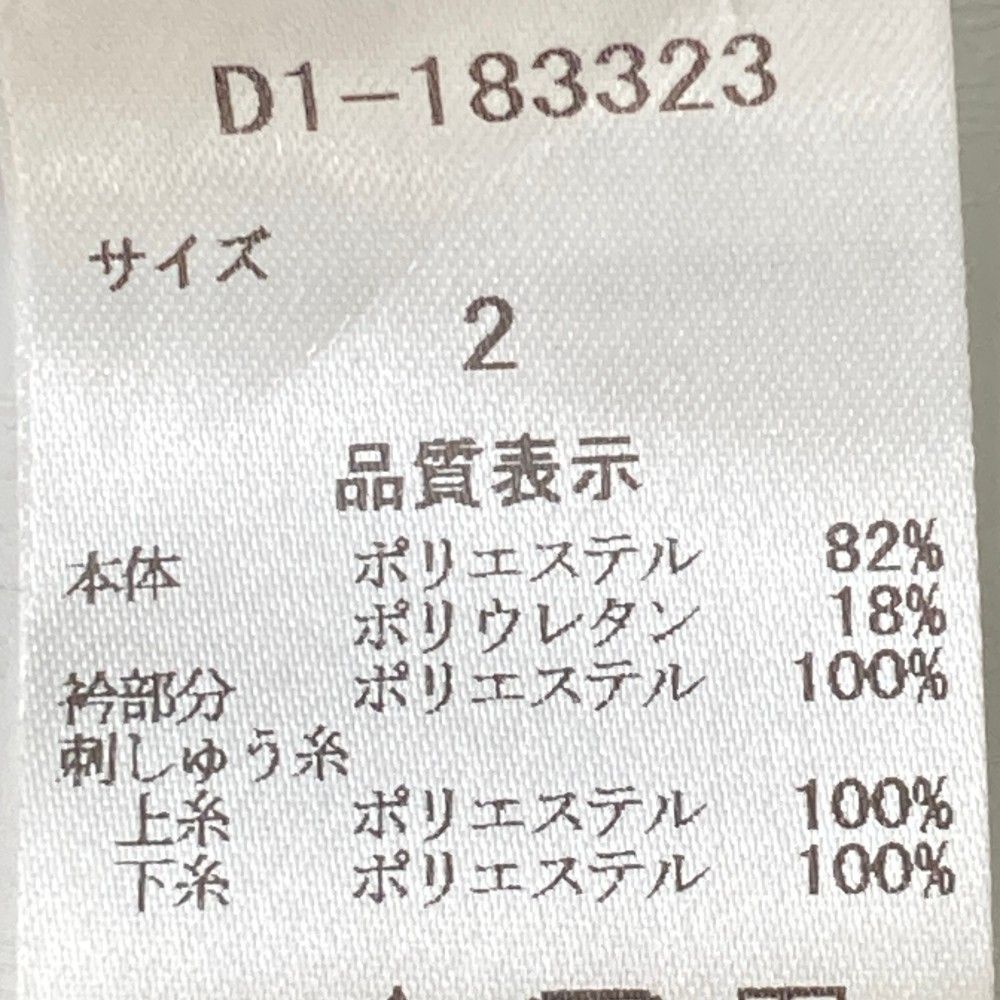 D1-183323
サイズ
2
品質表示
本体 ポリエステル 82%
ポリウレタン 18%
衿部分 ポリエステル 100%
刺しゅう糸
上糸 ポリエステル 100%
下糸 ポリエステル 100%